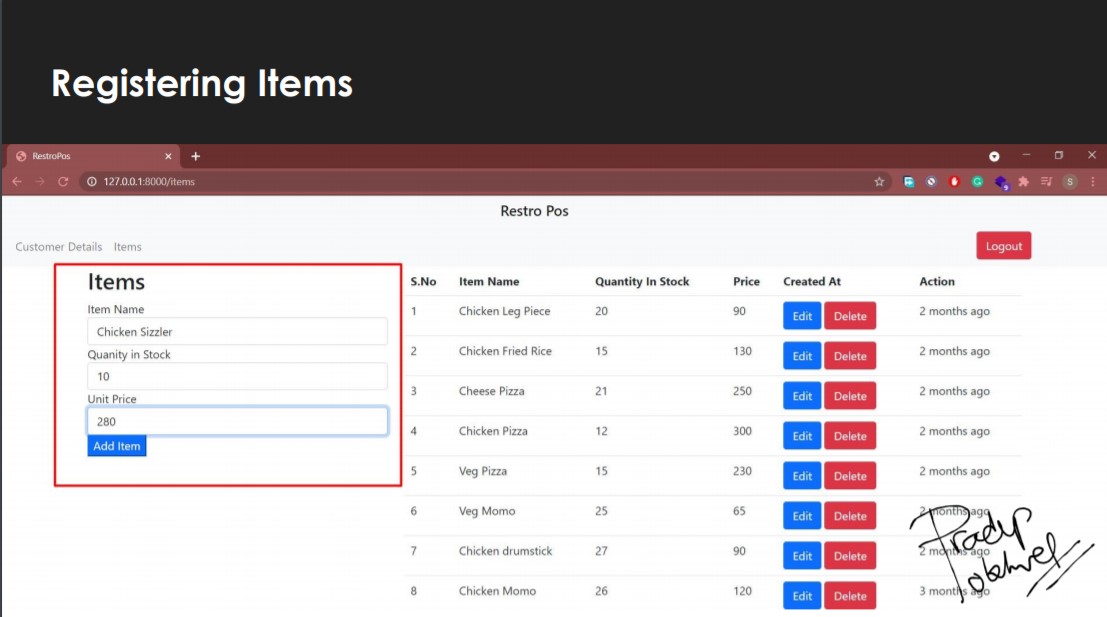 Registering Items
RestroPos
127.0.0.1:8000/items
S
Restro Pos
Customer Details Items
Logout
Items
Item Name
Chicken Sizzler
Quanity in Stock
10
Unit Price
280
Add Item
S.No Item Name Quantity In Stock Price Created At Action
1 Chicken Leg Piece 20 90 Edit Delete 2 months ago
2 Chicken Fried Rice 15 130 Edit Delete 2 months ago
3 Cheese Pizza 21 250 Edit Delete 2 months ago
4 Chicken Pizza 12 300 Edit Delete 2 months ago
5 Veg Pizza 15 230 Edit Delete 2 months ago
6 Veg Momo 25 65 Edit Delete 2 months ago
7 Chicken drumstick 27 90 Edit Delete 2 months ago
8 Chicken Momo 26 120 Edit Delete 3 months ago